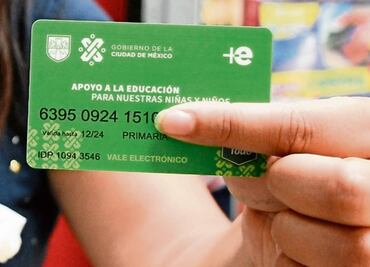 GOBIERNO DE LA
CIUDAD DE MÉXICO
+e
APOYO A LA EDUCACIÓN
PARA NUESTRAS NIÑAS Y NIÑOS
6395 0924 151
Válida hasta 12/24 PRIMARIA
IDP 1094 3546 VALE ELECTRÓNICO